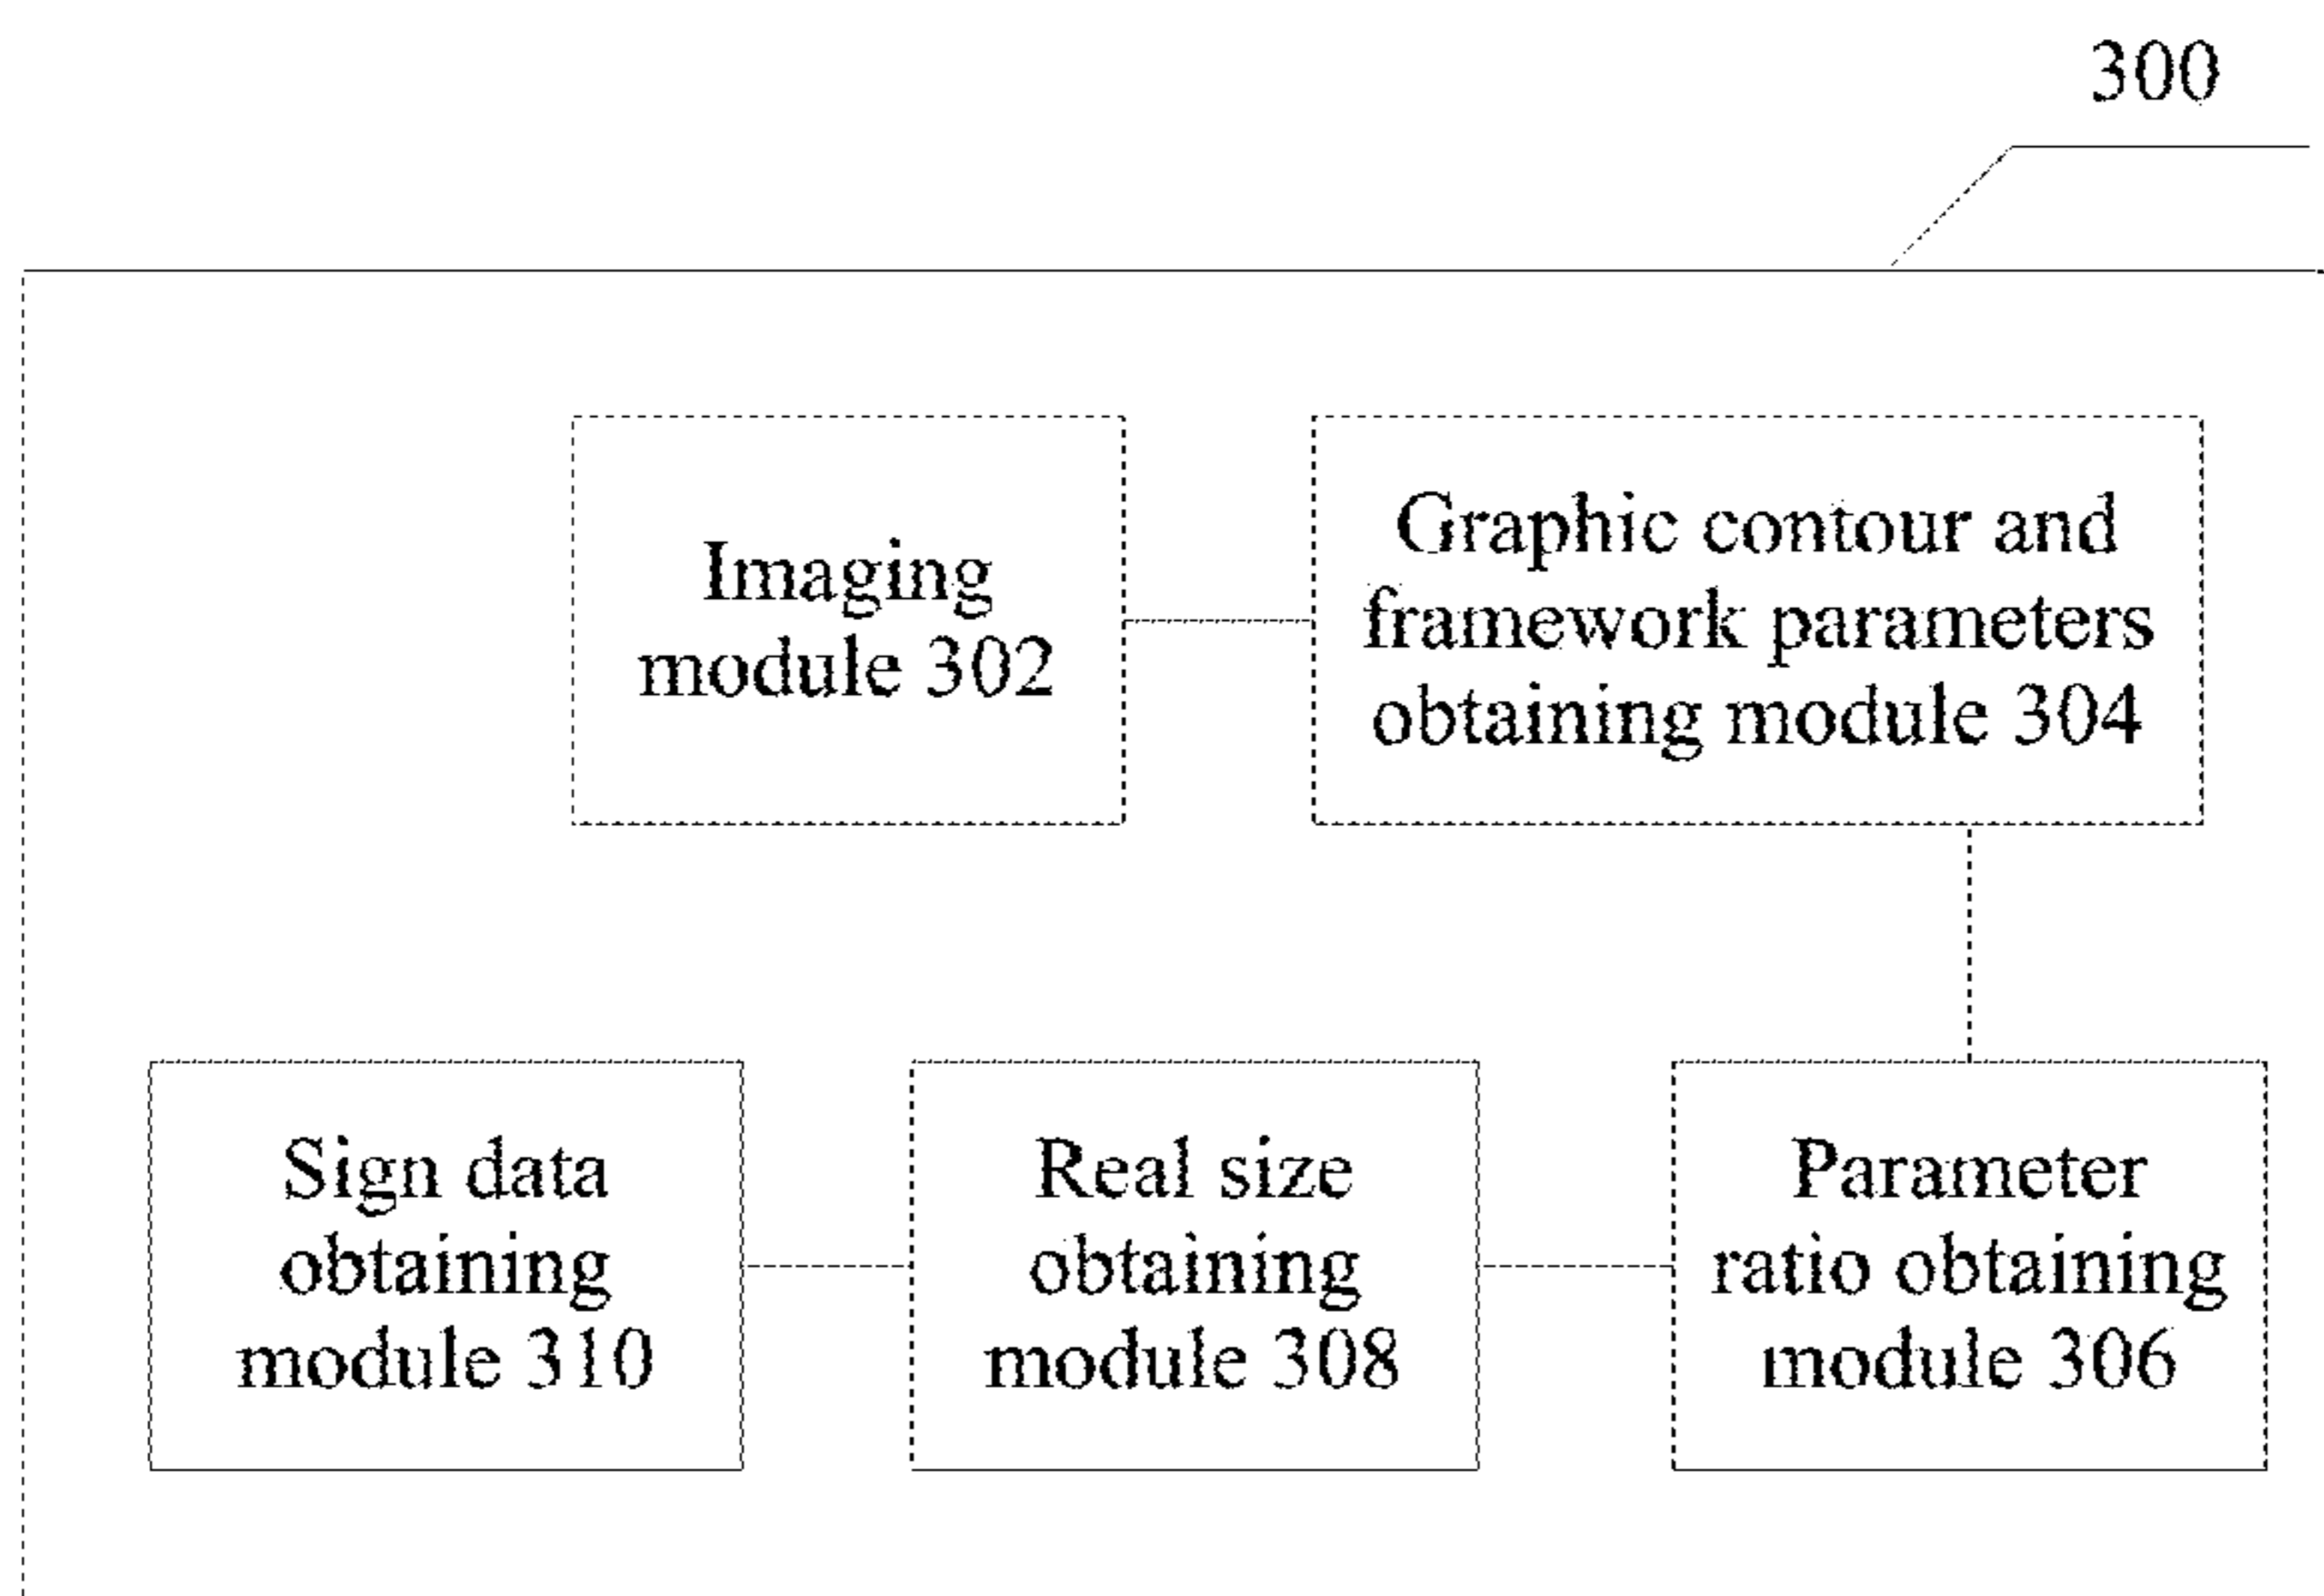 300
Imaging
module 302
Graphic contour and
framework parameters
obtaining module 304
Sign data
obtaining
module 310
Real size
obtaining
module 308
Parameter
ratio obtaining
module 306